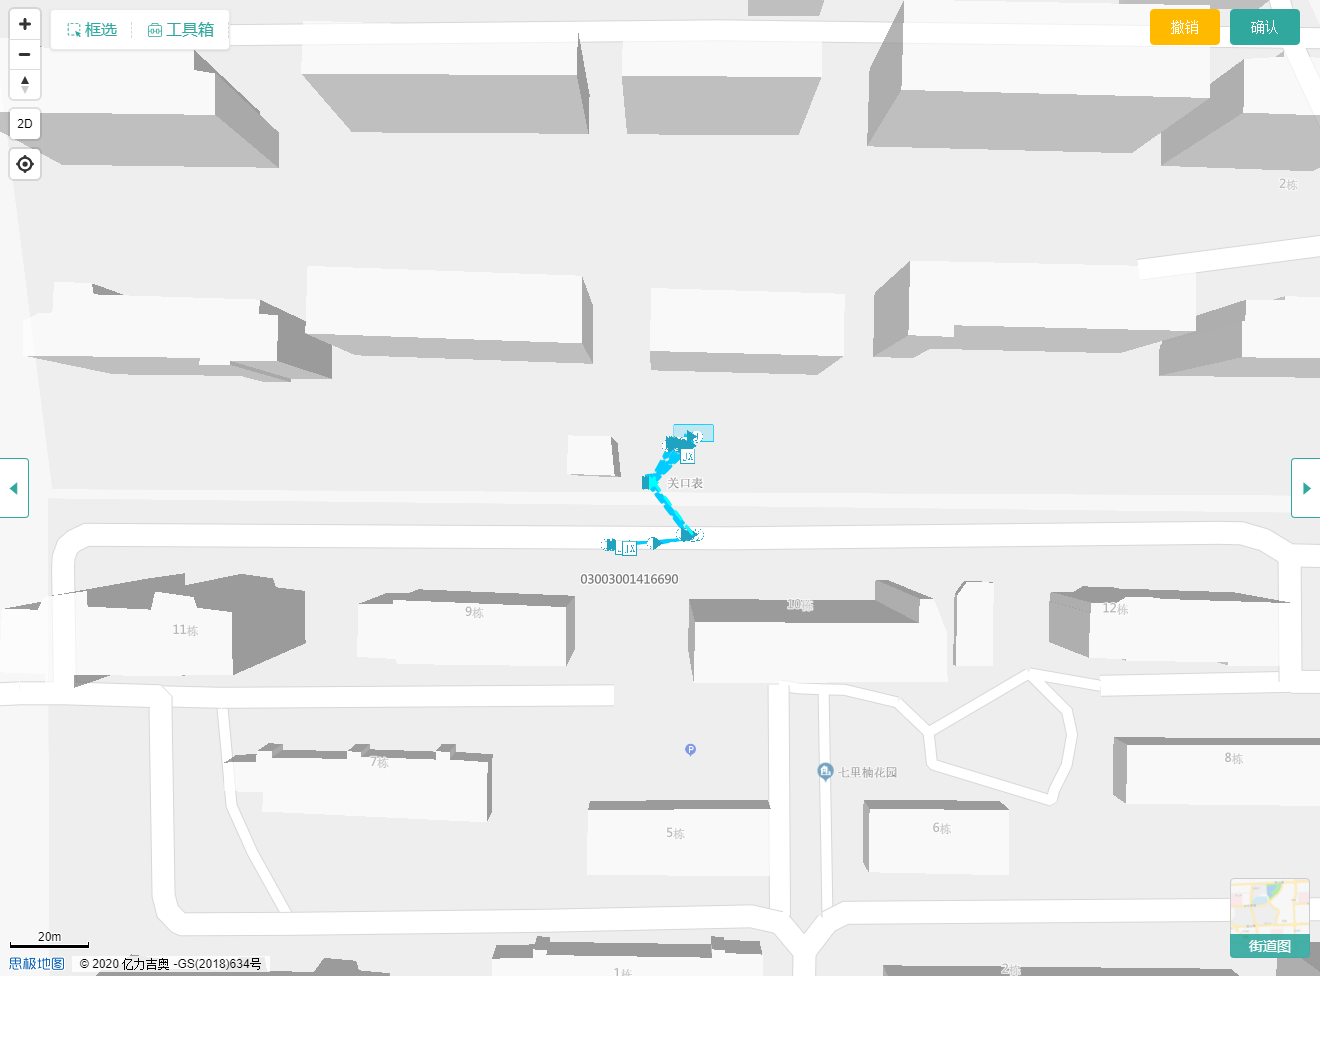 框选
工具箱
撤销
确认
2D
2栋
JX
关口表
JX
03003001416690
9栋
10栋
12栋
11栋
P
7栋
七里楠花园
8栋
5栋
6栋
20m
街道图
思极地图
© 2020 亿力吉奥 -GS(2018)634号
1栋
2栋